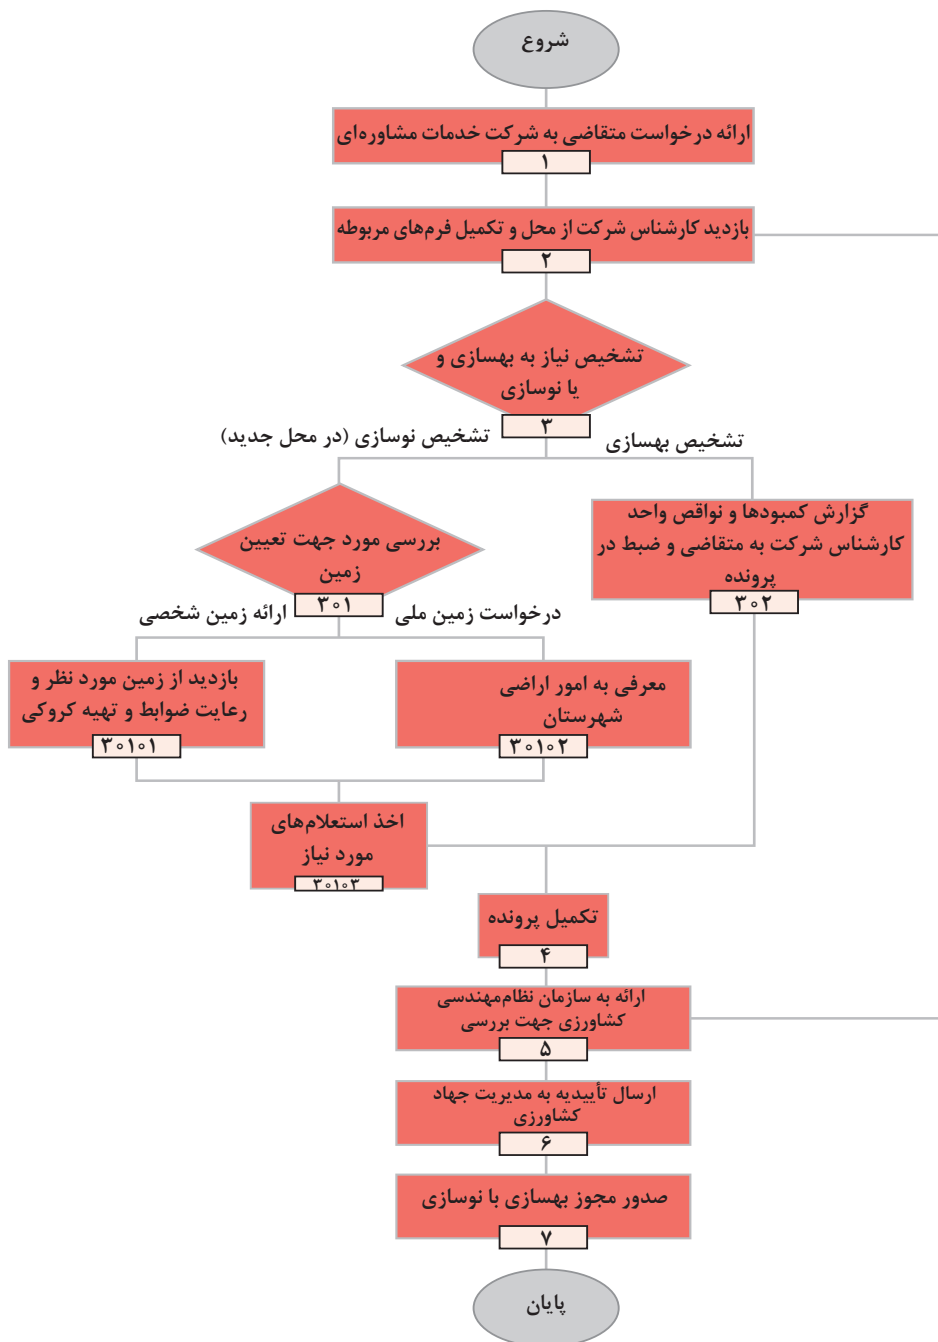 شروع
ارائه درخواست متقاضی به شرکت خدمات مشاوره‌ای
۱
بازدید کارشناس شرکت از محل و تکمیل فرم‌های مربوطه
۲
تشخیص نیاز به بهسازی و
یا نوسازی
۳
تشخیص بهسازی
تشخیص نوسازی (در محل جدید)
گزارش کمبودها و نواقص واحد
کارشناس شرکت به متقاضی و ضبط در
پرونده
۳۰۲
بررسی مورد جهت تعیین
زمین
۳۰۱
درخواست زمین ملی
ارائه زمین شخصی
معرفی به امور اراضی
شهرستان
۳۰۱۰۲
بازدید از زمین مورد نظر و
رعایت ضوابط و تهیه کروکی
۳۰۱۰۱
اخذ استعلام‌های
مورد نیاز
۳۰۱۰۳
تکمیل پرونده
۴
ارائه به سازمان نظام‌مهندسی
کشاورزی جهت بررسی
۵
ارسال تأییدیه به مدیریت جهاد
کشاورزی
۶
صدور مجوز بهسازی با نوسازی
۷
پایان